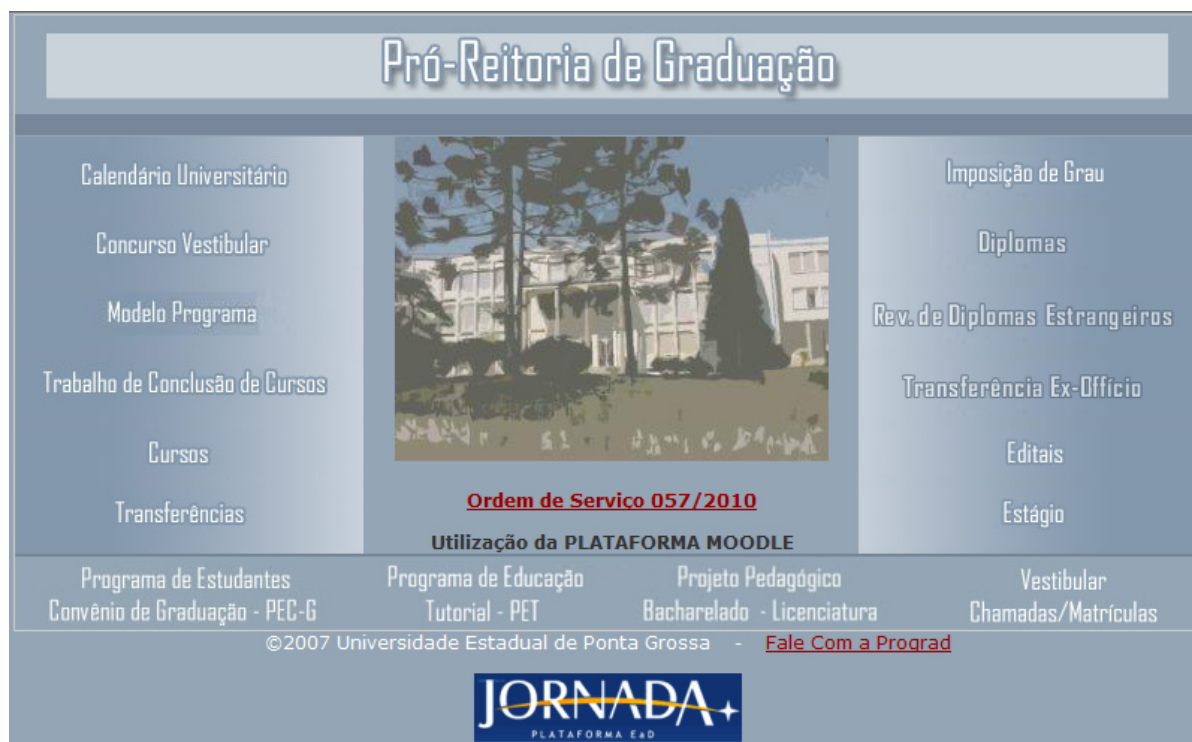 Pró-Reitoria de Graduação
Calendário Universitário
Concurso Vestibular
Modelo Programa
Trabalho de Conclusão de Cursos
Cursos
Transferências
Imposição de Grau
Diplomas
Rev. de Diplomas Estrangeiros
Transferência Ex-Offício
Editais
Estágio
Ordem de Serviço 057/2010
Utilização da PLATAFORMA MOODLE
Programa de Estudantes
Convênio de Graduação - PEC-G
Programa de Educação
Tutorial - PET
Projeto Pedagógico
Bacharelado - Licenciatura
Vestibular
Chamadas/Matrículas
©2007 Universidade Estadual de Ponta Grossa - Fale Com a Prograd
JORNADA+
PLATAFORMA EaD